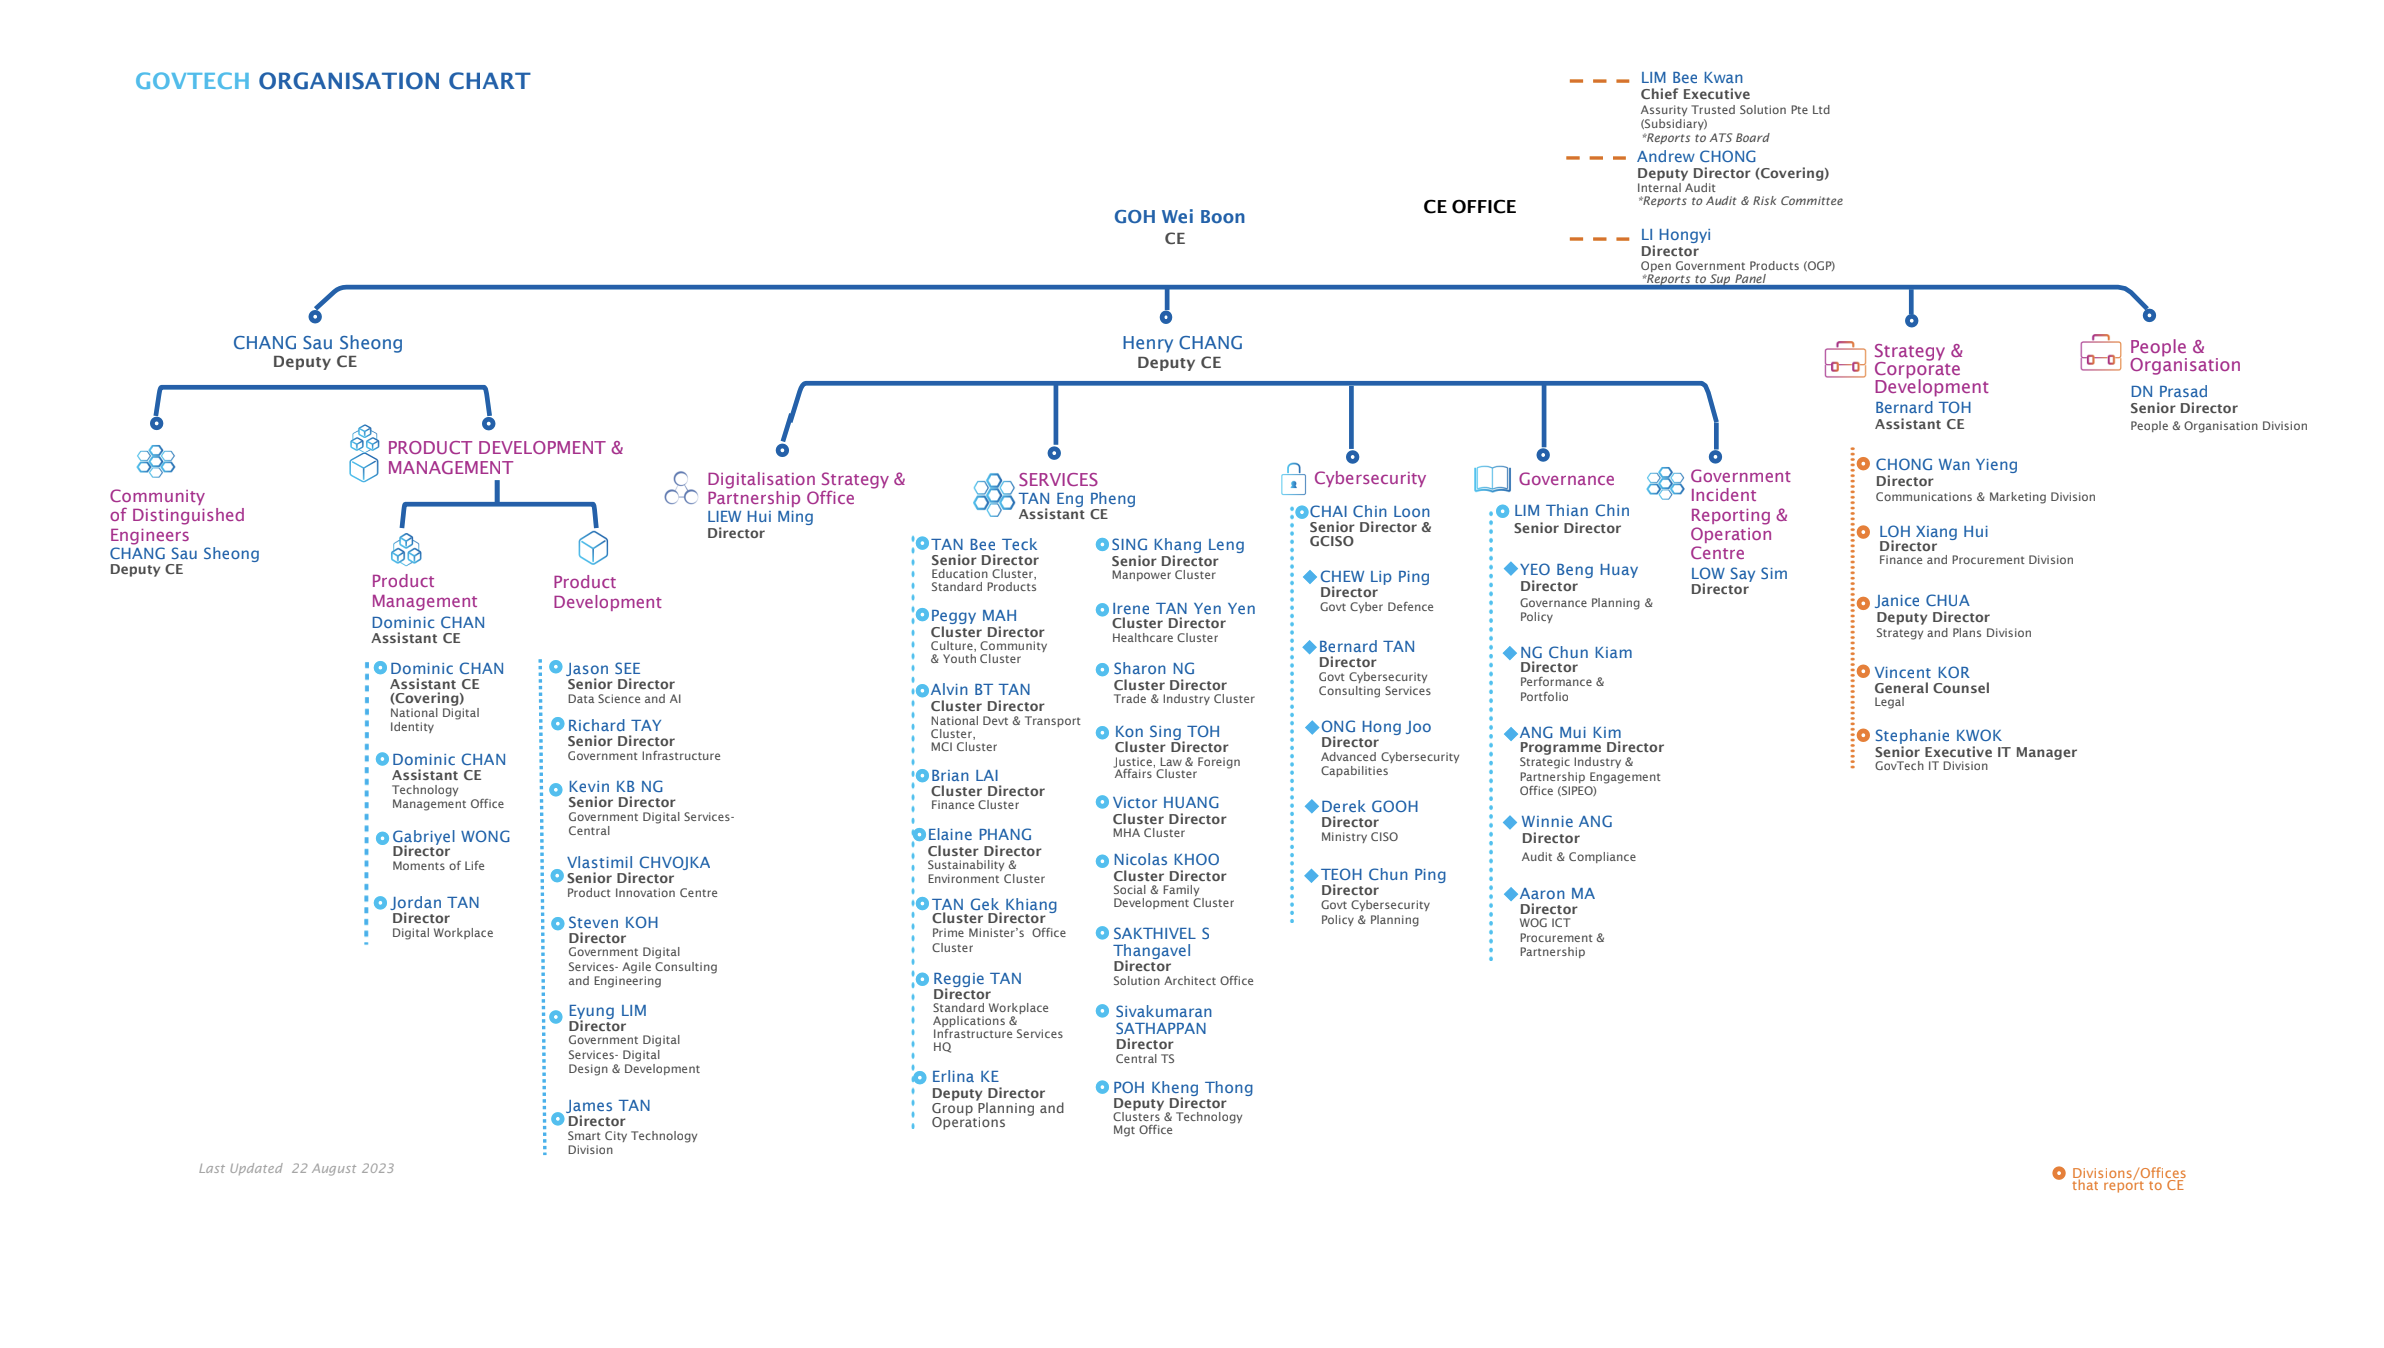 GOVTECH ORGANISATION CHART
LIM Bee Kwan
Chief Executive
Assurity Trusted Solution Pte Ltd
(Subsidiary)
*Reports to ATS Board
Andrew CHONG
Deputy Director (Covering)
Internal Audit
*Reports to Audit & Risk Committee
CE OFFICE
GOH Wei Boon
CE
LI Hongyi
Director
Open Government Products (OGP)
*Reports to Sup Panel
CHANG Sau Sheong
Deputy CE
Henry CHANG
Deputy CE
Community
of Distinguished
Engineers
CHANG Sau Sheong
Deputy CE
PRODUCT DEVELOPMENT &
MANAGEMENT
Product
Management
Dominic CHAN
Assistant CE
Dominic CHAN
Assistant CE
(Covering)
National Digital
Identity
Dominic CHAN
Assistant CE
Technology
Management Office
Gabriyel WONG
Director
Moments of Life
Jordan TAN
Director
Digital Workplace
Product
Development
Jason SEE
Senior Director
Data Science and AI
Richard TAY
Senior Director
Government Infrastructure
Kevin KB NG
Senior Director
Government Digital Services-
Central
Vlastimil CHVOJKA
Senior Director
Product Innovation Centre
Steven KOH
Director
Government Digital
Services- Agile Consulting
and Engineering
Eyung LIM
Director
Government Digital
Services- Digital
Design & Development
James TAN
Director
Smart City Technology
Division
Digitalisation Strategy &
Partnership Office
LIEW Hui Ming
Director
SERVICES
TAN Eng Pheng
Assistant CE
TAN Bee Teck
Senior Director
Education Cluster,
Standard Products
Peggy MAH
Cluster Director
Culture, Community
& Youth Cluster
Alvin BT TAN
Cluster Director
National Devt & Transport
Cluster,
MCI Cluster
Brian LAI
Cluster Director
Finance Cluster
Elaine PHANG
Cluster Director
Sustainability &
Environment Cluster
TAN Gek Khiang
Cluster Director
Prime Minister's Office
Cluster
Reggie TAN
Director
Standard Workplace
Applications &
Infrastructure Services
HQ
Erlina KE
Deputy Director
Group Planning and
Operations
SING Khang Leng
Senior Director
Manpower Cluster
Irene TAN Yen Yen
Cluster Director
Healthcare Cluster
Sharon NG
Cluster Director
Trade & Industry Cluster
Kon Sing TOH
Cluster Director
Justice, Law & Foreign
Affairs Cluster
Victor HUANG
Cluster Director
MHA Cluster
Nicolas KHOO
Cluster Director
Social & Family
Development Cluster
SAKTHIVEL S
Thangavel
Director
Solution Architect Office
Sivakumaran
SATHAPPAN
Director
Central TS
POH Kheng Thong
Deputy Director
Clusters & Technology
Mgt Office
Cybersecurity
CHAI Chin Loon
Senior Director &
GCISO
CHEW Lip Ping
Director
Govt Cyber Defence
Bernard TAN
Director
Govt Cybersecurity
Consulting Services
ONG Hong Joo
Director
Advanced Cybersecurity
Capabilities
Derek GOOH
Director
Ministry CISO
TEOH Chun Ping
Director
Govt Cybersecurity
Policy & Planning
Governance
LIM Thian Chin
Senior Director
YEO Beng Huay
Director
Governance Planning &
Policy
NG Chun Kiam
Director
Performance &
Portfolio
ANG Mui Kim
Programme Director
Strategic Industry &
Partnership Engagement
Office (SIPEO)
Winnie ANG
Director
Audit & Compliance
Aaron MA
Director
WOG ICT
Procurement &
Partnership
Government
Incident
Reporting &
Operation
Centre
LOW Say Sim
Director
Strategy &
Corporate
Development
Bernard TOH
Assistant CE
CHONG Wan Yieng
Director
Communications & Marketing Division
LOH Xiang Hui
Director
Finance and Procurement Division
Janice CHUA
Deputy Director
Strategy and Plans Division
Vincent KOR
General Counsel
Legal
Stephanie KWOK
Senior Executive IT Manager
GovTech IT Division
People &
Organisation
DN Prasad
Senior Director
People & Organisation Division
Last Updated 22 August 2023
Divisions/Offices
that report to CE